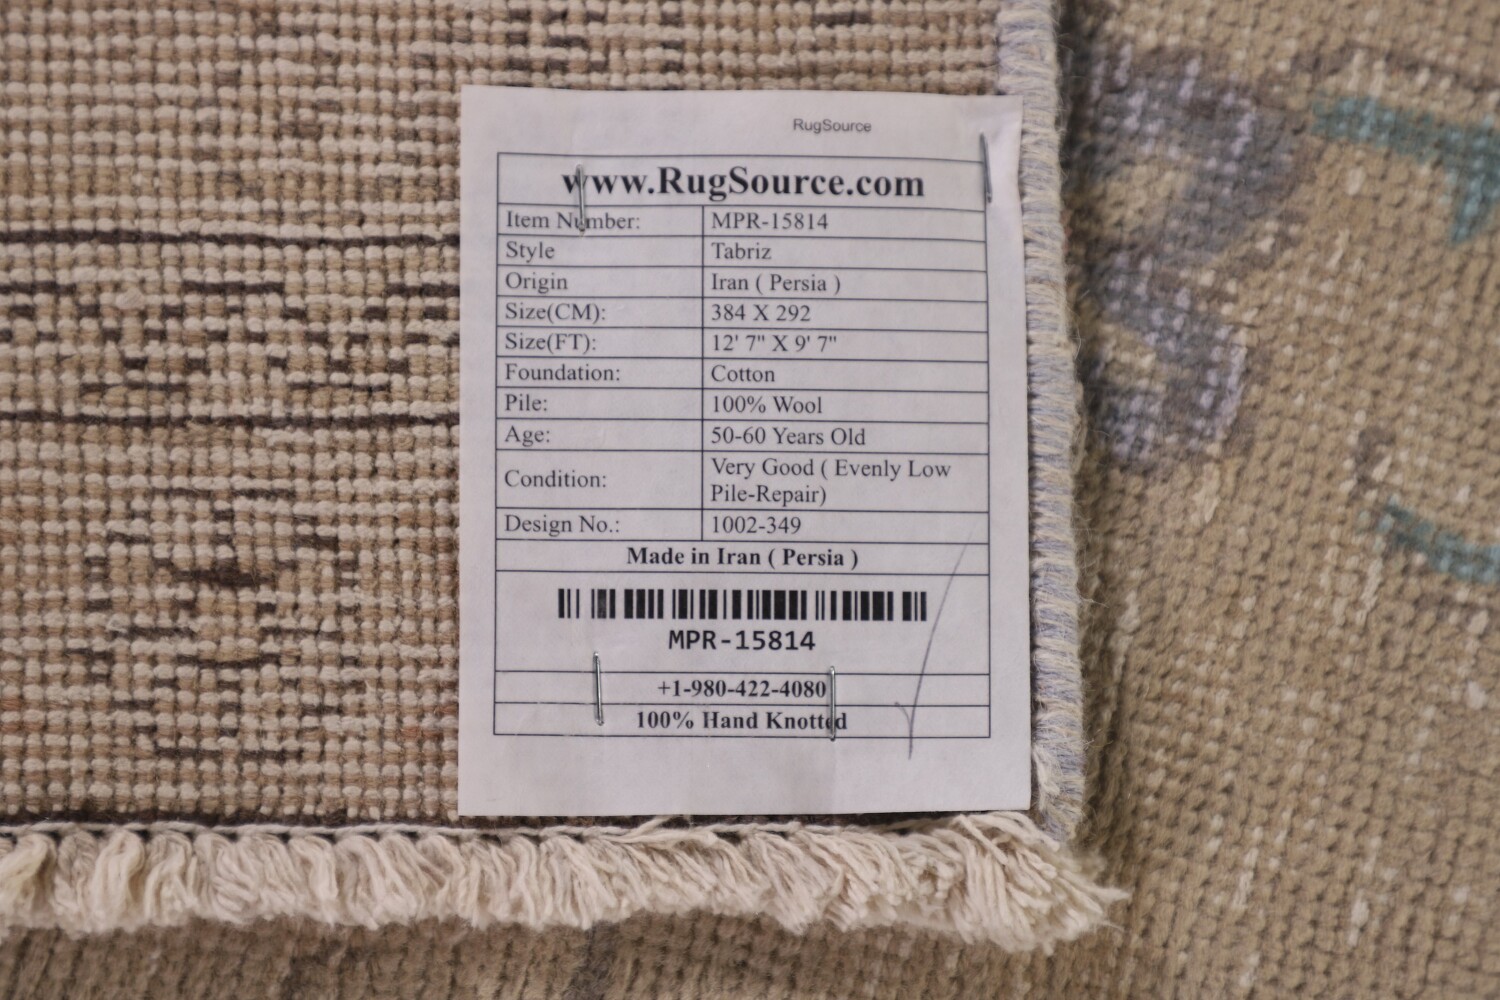 RugSource
www.RugSource.com
Item Number: MPR-15814
Style Tabriz
Origin Iran ( Persia )
Size(CM): 384 X 292
Size(FT): 12' 7" X 9' 7"
Foundation: Cotton
Pile: 100% Wool
Age: 50-60 Years Old
Condition: Very Good ( Evenly Low
Pile-Repair)
Design No.: 1002-349
Made in Iran ( Persia )
MPR-15814
+1-980-422-4080
100% Hand Knotted